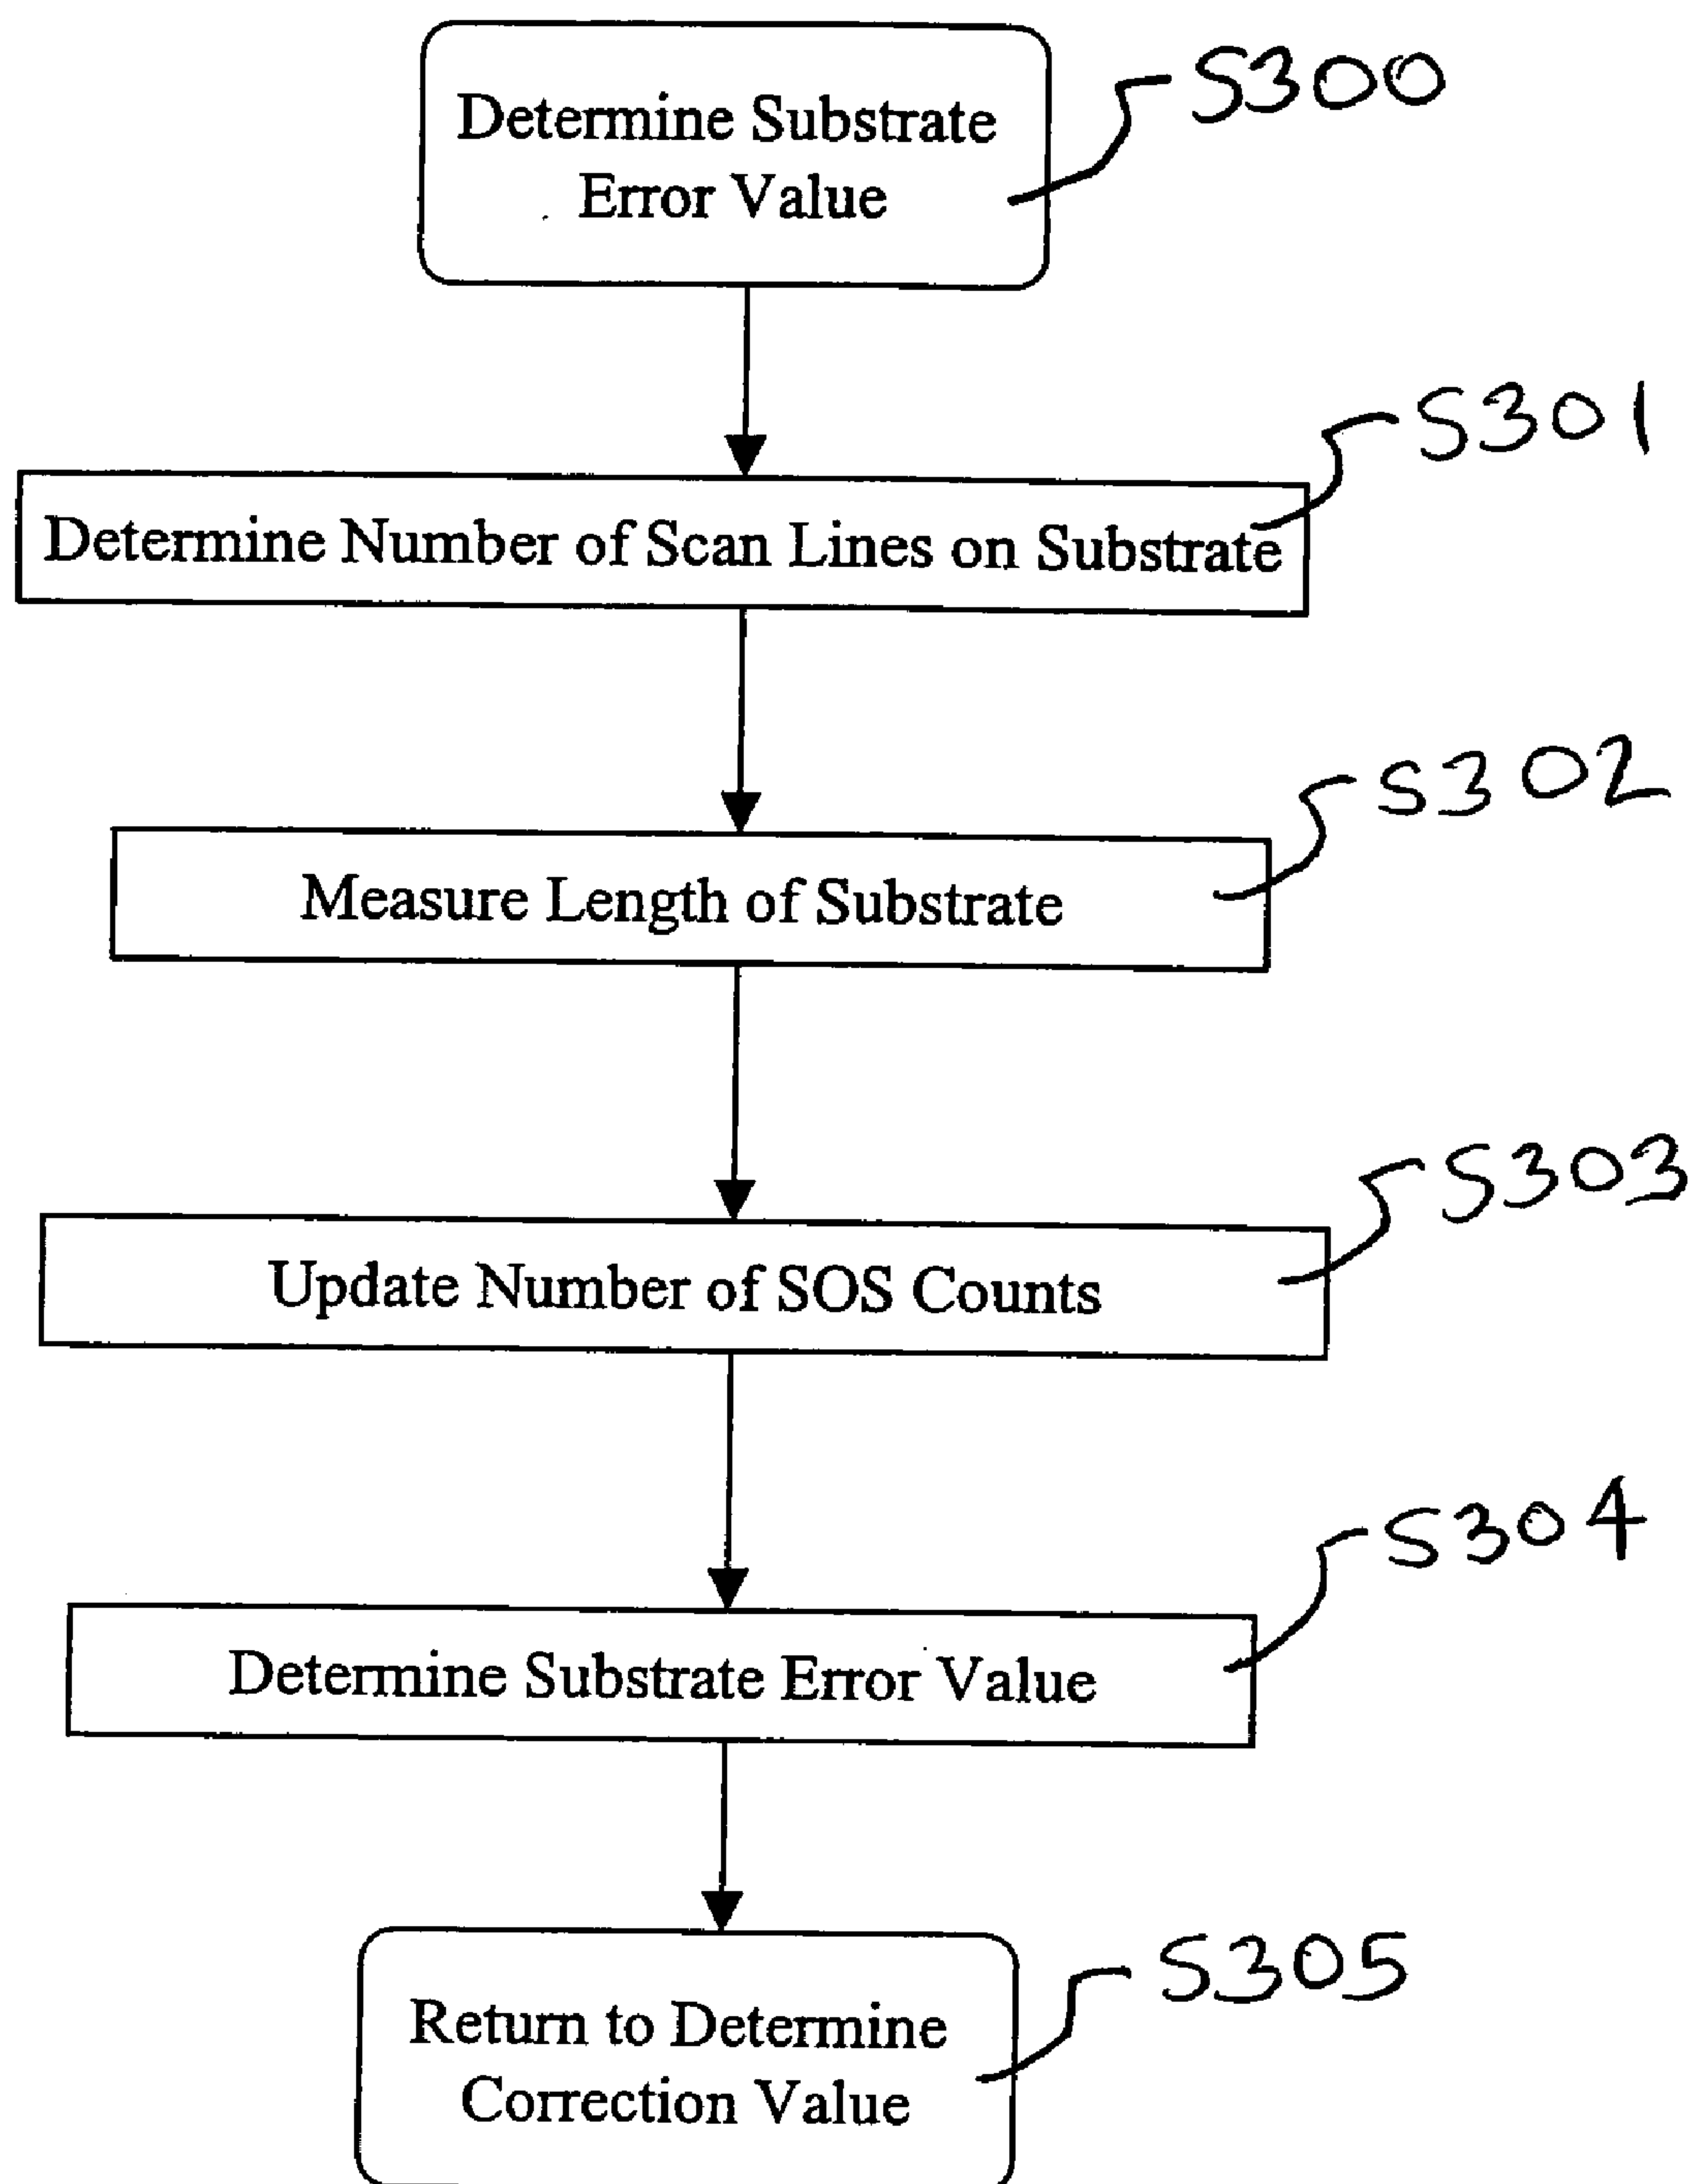 Determine Substrate
Error Value
S300
S301
Determine Number of Scan Lines on Substrate
S302
Measure Length of Substrate
S303
Update Number of SOS Counts
S304
Determine Substrate Error Value
S305
Return to Determine
Correction Value